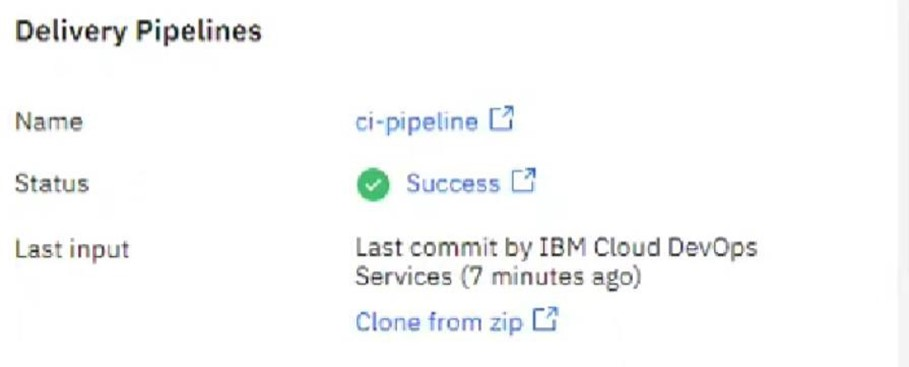 Delivery Pipelines
Name
ci-pipeline
Status
Success
Last input
Last commit by IBM Cloud DevOps
Services (7 minutes ago)
Clone from zip